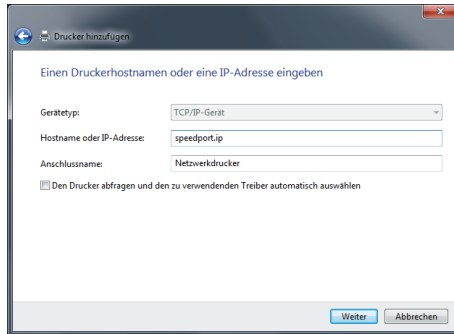 Drucker hinzufügen
Einen Druckerhostnamen oder eine IP-Adresse eingeben
Gerätetyp: TCP/IP-Gerät
Hostname oder IP-Adresse: speedport.ip
Anschlussname: Netzwerkdrucker
Den Drucker abfragen und den zu verwendenden Treiber automatisch auswählen
Weiter Abbrechen